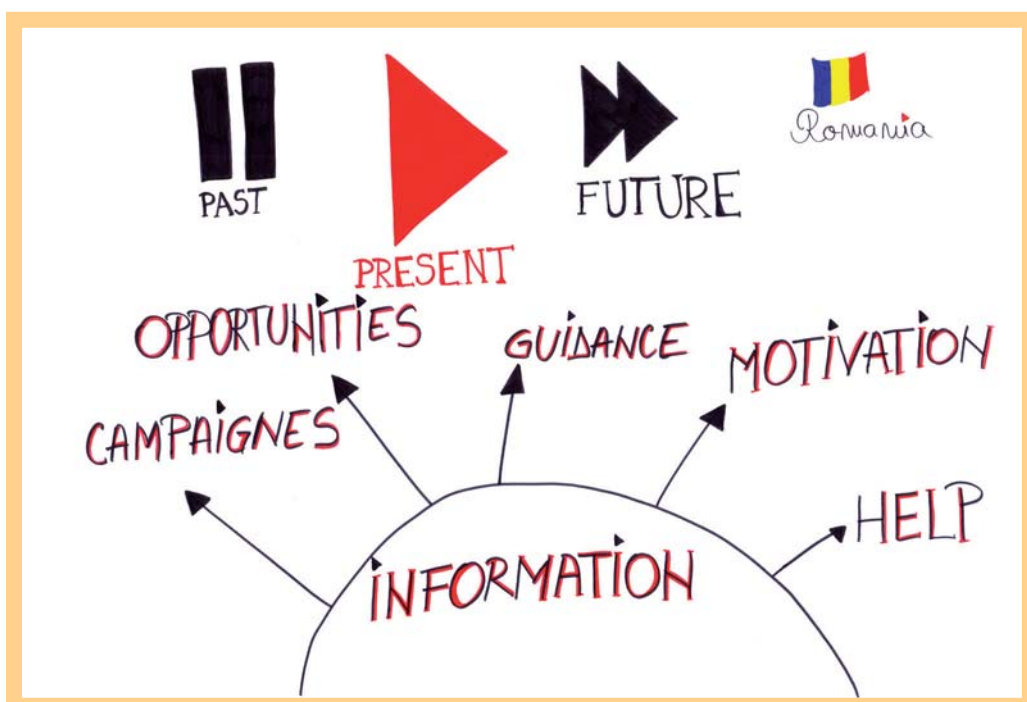 PAST
PRESENT
FUTURE
Romania
OPPORTUNiTiES
GUiDANCE
MOTiVATiON
CAMPAiGNES
HELP
iNFORMATiON